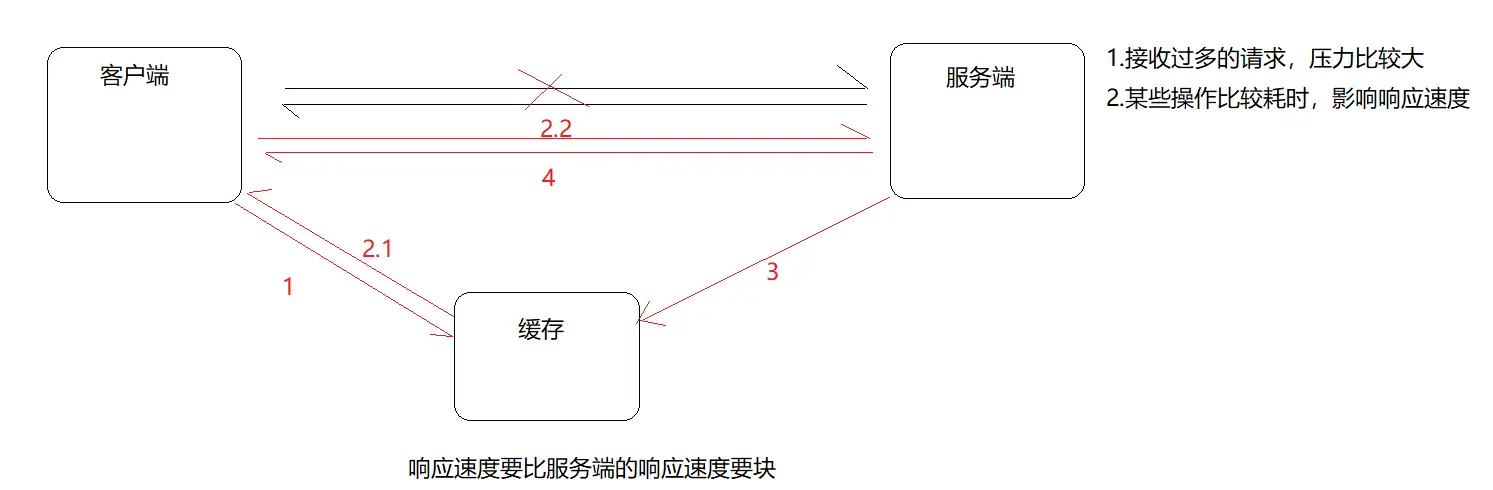 客户端
服务端
1.接收过多的请求，压力比较大
2.某些操作比较耗时，影响响应速度
2.2
4
2.1
1
3
缓存
响应速度要比服务端的响应速度要块